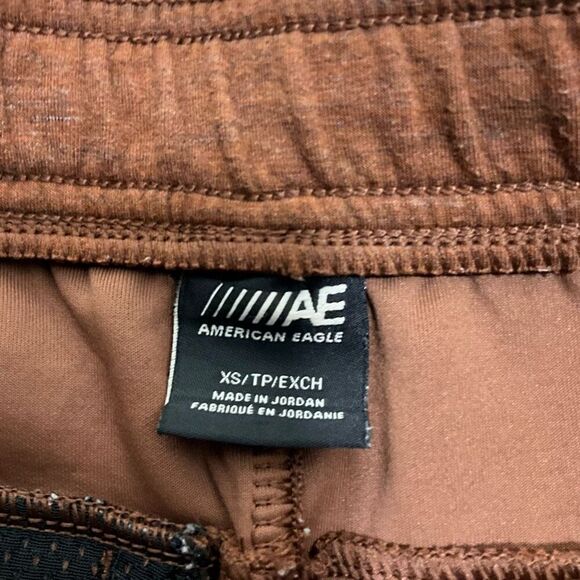 AE
AMERICAN EAGLE
XS/TP/EXCH
MADE IN JORDAN
FABRIQUÉ EN JORDANIE